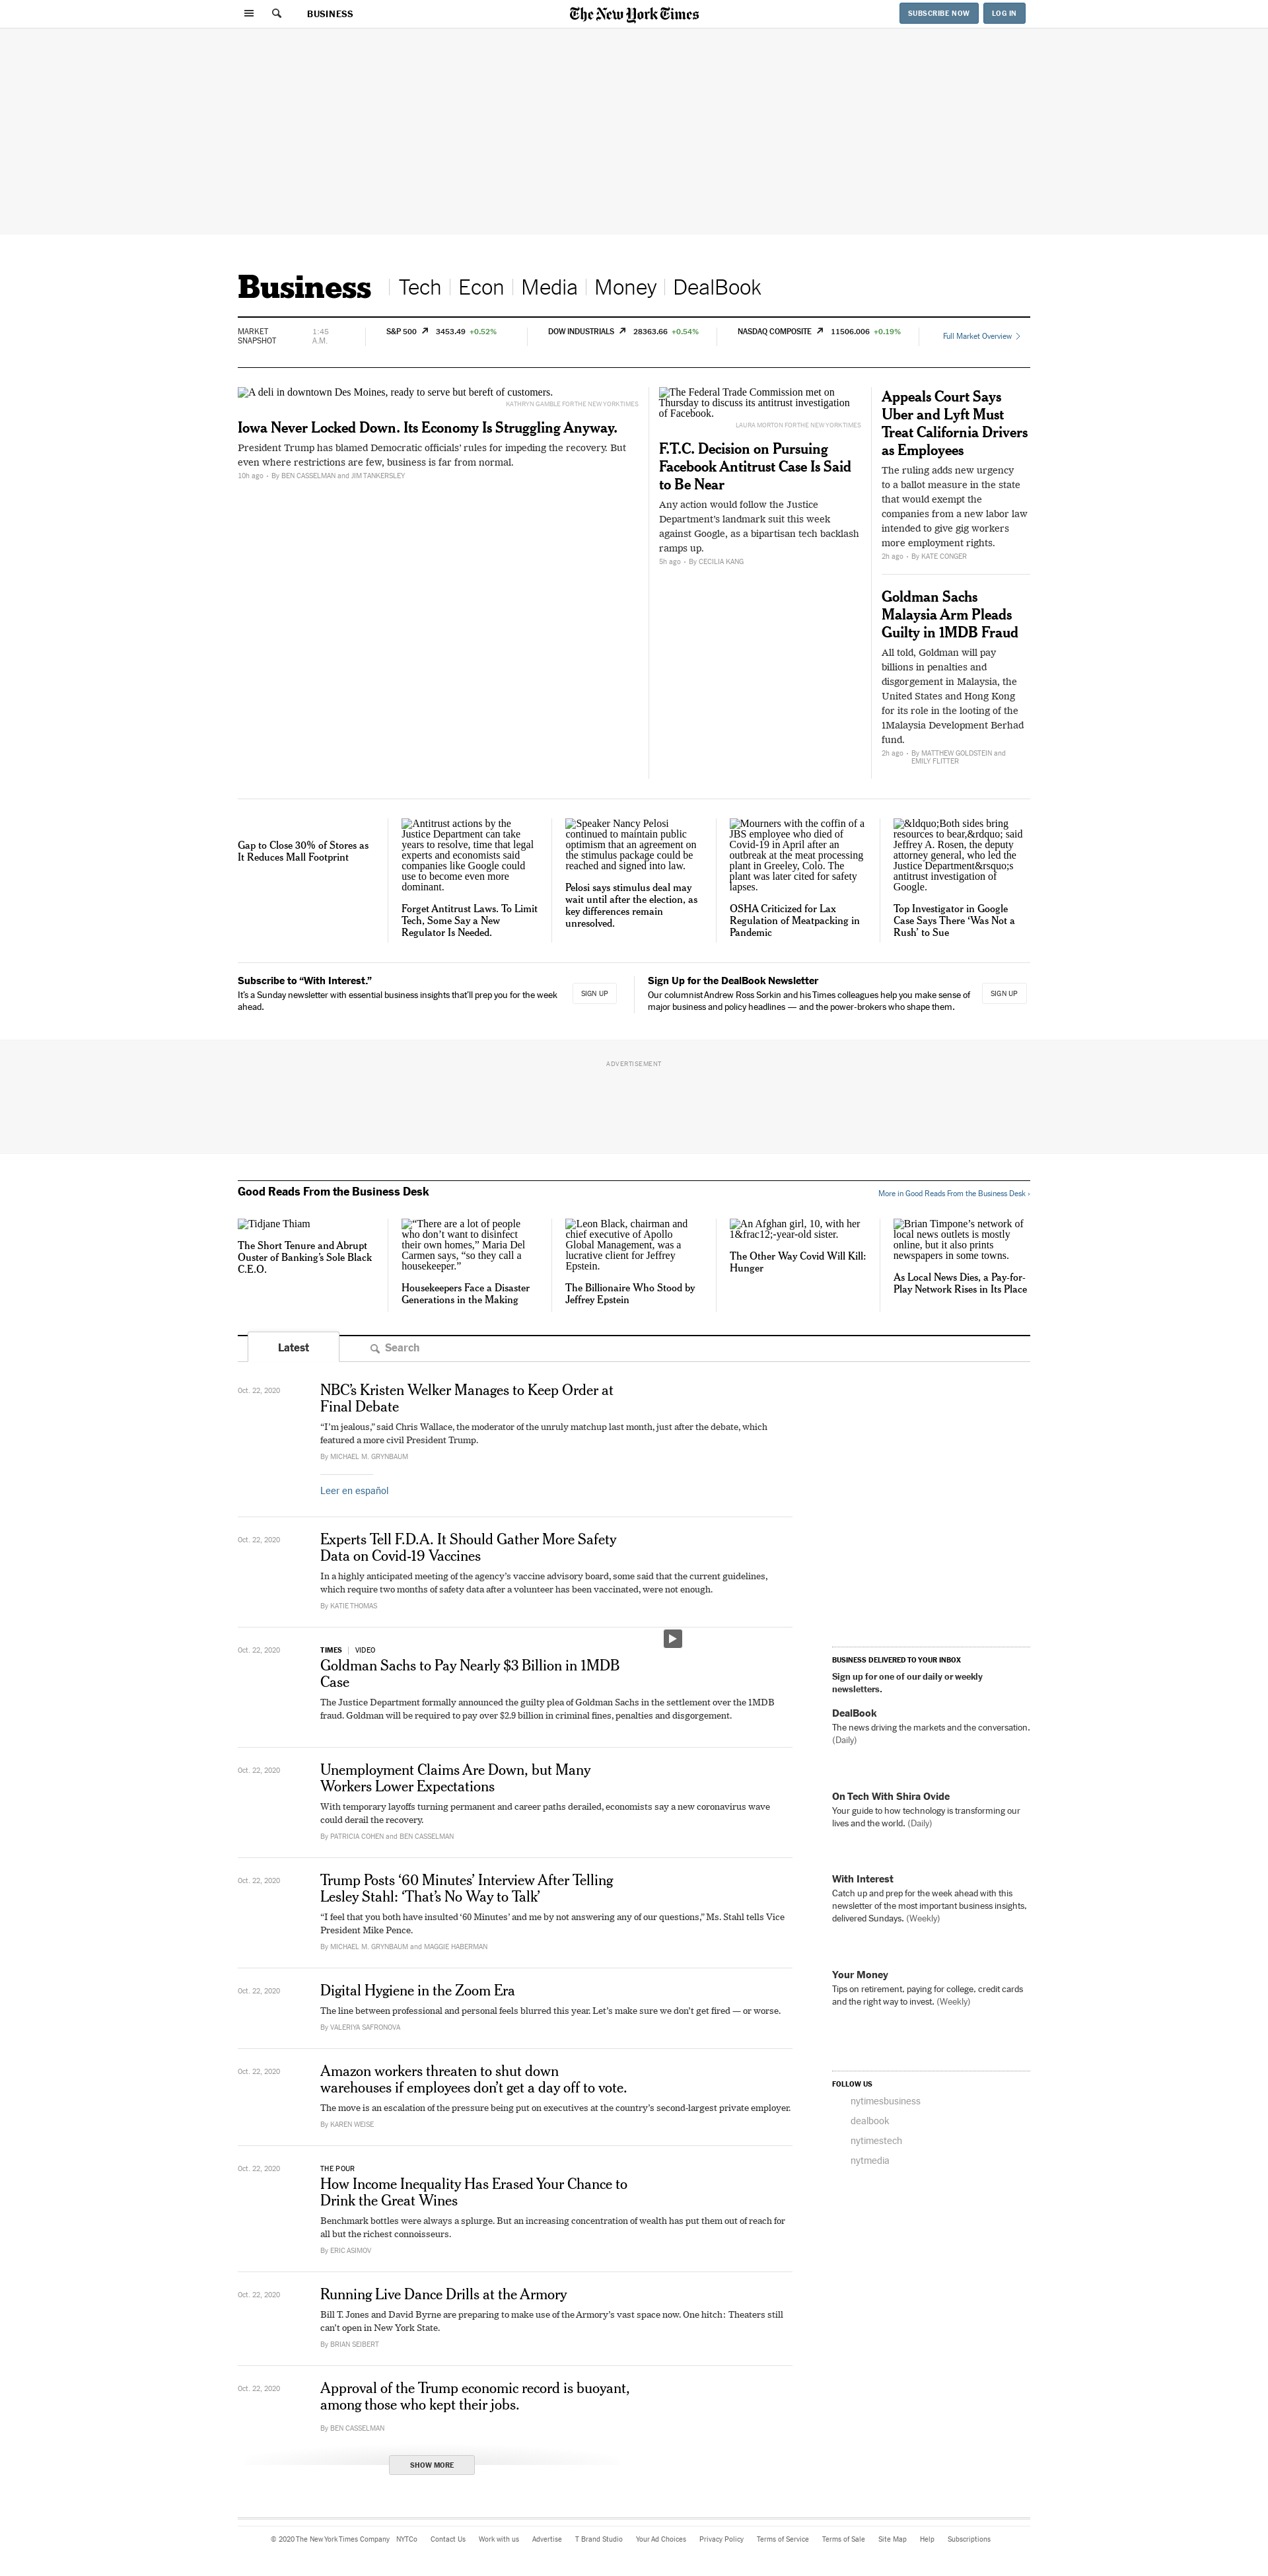 BUSINESS
The New York Times
SUBSCRIBE NOW
LOG IN
Business
Tech
Econ
Media
Money
DealBook
MARKET
SNAPSHOT
1:45
A.M.
S&P 500 3453.49 +0.52%
DOW INDUSTRIALS 28363.66 +0.54%
NASDAQ COMPOSITE 11506.006 +0.19%
Full Market Overview
A deli in downtown Des Moines, ready to serve but bereft of customers.
KATHRYN GAMBLE FOR THE NEW YORK TIMES
Iowa Never Locked Down. Its Economy Is Struggling Anyway.
President Trump has blamed Democratic officials’ rules for impeding the recovery. But
even where restrictions are few, business is far from normal.
10h ago · By BEN CASSELMAN and JIM TANKERSLEY
The Federal Trade Commission met on
Thursday to discuss its antitrust investigation
of Facebook.
LAURA MORTON FOR THE NEW YORK TIMES
F.T.C. Decision on Pursuing
Facebook Antitrust Case Is Said
to Be Near
Any action would follow the Justice
Department’s landmark suit this week
against Google, as a bipartisan tech backlash
ramps up.
5h ago · By CECILIA KANG
Appeals Court Says
Uber and Lyft Must
Treat California Drivers
as Employees
The ruling adds new urgency
to a ballot measure in the state
that would exempt the
companies from a new labor law
intended to give gig workers
more employment rights.
2h ago · By KATE CONGER
Goldman Sachs
Malaysia Arm Pleads
Guilty in 1MDB Fraud
All told, Goldman will pay
billions in penalties and
disgorgement in Malaysia, the
United States and Hong Kong
for its role in the looting of the
1Malaysia Development Berhad
fund.
2h ago · By MATTHEW GOLDSTEIN and
EMILY FLITTER
Gap to Close 30% of Stores as
It Reduces Mall Footprint
Antitrust actions by the
Justice Department can take
years to resolve, time that legal
experts and economists said
companies like Google could
use to become even more
dominant.
Forget Antitrust Laws. To Limit
Tech, Some Say a New
Regulator Is Needed.
Speaker Nancy Pelosi
continued to maintain public
optimism that an agreement on
the stimulus package could be
reached and signed into law.
Pelosi says stimulus deal may
wait until after the election, as
key differences remain
unresolved.
Mourners with the coffin of a
JBS employee who died of
Covid-19 in April after an
outbreak at the meat processing
plant in Greeley, Colo. The
plant was later cited for safety
lapses.
OSHA Criticized for Lax
Regulation of Meatpacking in
Pandemic
&ldquo;Both sides bring
resources to bear,&rdquo; said
Jeffrey A. Rosen, the deputy
attorney general, who led the
Justice Department&rsquo;s
antitrust investigation of
Google.
Top Investigator in Google
Case Says There ‘Was Not a
Rush’ to Sue
Subscribe to “With Interest.”
It’s a Sunday newsletter with essential business insights that’ll prep you for the week
ahead.
SIGN UP
Sign Up for the DealBook Newsletter
Our columnist Andrew Ross Sorkin and his Times colleagues help you make sense of
major business and policy headlines — and the power-brokers who shape them.
SIGN UP
ADVERTISEMENT
Good Reads From the Business Desk
More in Good Reads From the Business Desk ›
Tidjane Thiam
The Short Tenure and Abrupt
Ouster of Banking’s Sole Black
C.E.O.
“There are a lot of people
who don’t want to disinfect
their own homes,” Maria Del
Carmen says, “so they call a
housekeeper.”
Housekeepers Face a Disaster
Generations in the Making
Leon Black, chairman and
chief executive of Apollo
Global Management, was a
lucrative client for Jeffrey
Epstein.
The Billionaire Who Stood by
Jeffrey Epstein
An Afghan girl, 10, with her
1&frac12;-year-old sister.
The Other Way Covid Will Kill:
Hunger
Brian Timpone’s network of
local news outlets is mostly
online, but it also prints
newspapers in some towns.
As Local News Dies, a Pay-for-
Play Network Rises in Its Place
Latest
Search
Oct. 22, 2020
NBC’s Kristen Welker Manages to Keep Order at
Final Debate
“I’m jealous,” said Chris Wallace, the moderator of the unruly matchup last month, just after the debate, which
featured a more civil President Trump.
By MICHAEL M. GRYNBAUM
Leer en español
Oct. 22, 2020
Experts Tell F.D.A. It Should Gather More Safety
Data on Covid-19 Vaccines
In a highly anticipated meeting of the agency’s vaccine advisory board, some said that the current guidelines,
which require two months of safety data after a volunteer has been vaccinated, were not enough.
By KATIE THOMAS
Oct. 22, 2020
TIMES | VIDEO
Goldman Sachs to Pay Nearly $3 Billion in 1MDB
Case
The Justice Department formally announced the guilty plea of Goldman Sachs in the settlement over the 1MDB
fraud. Goldman will be required to pay over $2.9 billion in criminal fines, penalties and disgorgement.
Oct. 22, 2020
Unemployment Claims Are Down, but Many
Workers Lower Expectations
With temporary layoffs turning permanent and career paths derailed, economists say a new coronavirus wave
could derail the recovery.
By PATRICIA COHEN and BEN CASSELMAN
Oct. 22, 2020
Trump Posts ‘60 Minutes’ Interview After Telling
Lesley Stahl: ‘That’s No Way to Talk’
“I feel that you both have insulted ‘60 Minutes’ and me by not answering any of our questions,” Ms. Stahl tells Vice
President Mike Pence.
By MICHAEL M. GRYNBAUM and MAGGIE HABERMAN
Oct. 22, 2020
Digital Hygiene in the Zoom Era
The line between professional and personal feels blurred this year. Let’s make sure we don’t get fired — or worse.
By VALERIYA SAFRONOVA
Oct. 22, 2020
Amazon workers threaten to shut down
warehouses if employees don’t get a day off to vote.
The move is an escalation of the pressure being put on executives at the country’s second-largest private employer.
By KAREN WEISE
Oct. 22, 2020
THE POUR
How Income Inequality Has Erased Your Chance to
Drink the Great Wines
Benchmark bottles were always a splurge. But an increasing concentration of wealth has put them out of reach for
all but the richest connoisseurs.
By ERIC ASIMOV
Oct. 22, 2020
Running Live Dance Drills at the Armory
Bill T. Jones and David Byrne are preparing to make use of the Armory’s vast space now. One hitch: Theaters still
can’t open in New York State.
By BRIAN SEIBERT
Oct. 22, 2020
Approval of the Trump economic record is buoyant,
among those who kept their jobs.
By BEN CASSELMAN
SHOW MORE
BUSINESS DELIVERED TO YOUR INBOX
Sign up for one of our daily or weekly
newsletters.
DealBook
The news driving the markets and the conversation.
(Daily)
On Tech With Shira Ovide
Your guide to how technology is transforming our
lives and the world. (Daily)
With Interest
Catch up and prep for the week ahead with this
newsletter of the most important business insights,
delivered Sundays. (Weekly)
Your Money
Tips on retirement, paying for college, credit cards
and the right way to invest. (Weekly)
FOLLOW US
nytimesbusiness
dealbook
nytimestech
nytmedia
© 2020 The New York Times Company NYTCo Contact Us Work with us Advertise T Brand Studio Your Ad Choices Privacy Policy Terms of Service Terms of Sale Site Map Help Subscriptions